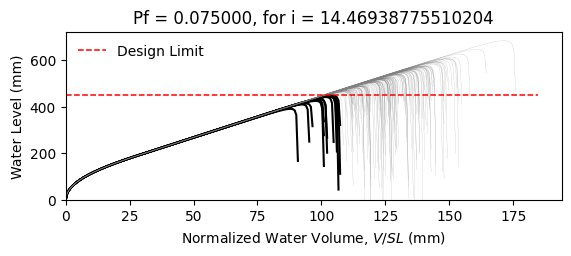 Pf = 0.075000, for i = 14.46938775510204
Design Limit
Water Level (mm)
600
400
200
0
0 25 50 75 100 125 150 175
Normalized Water Volume, V/SL (mm)